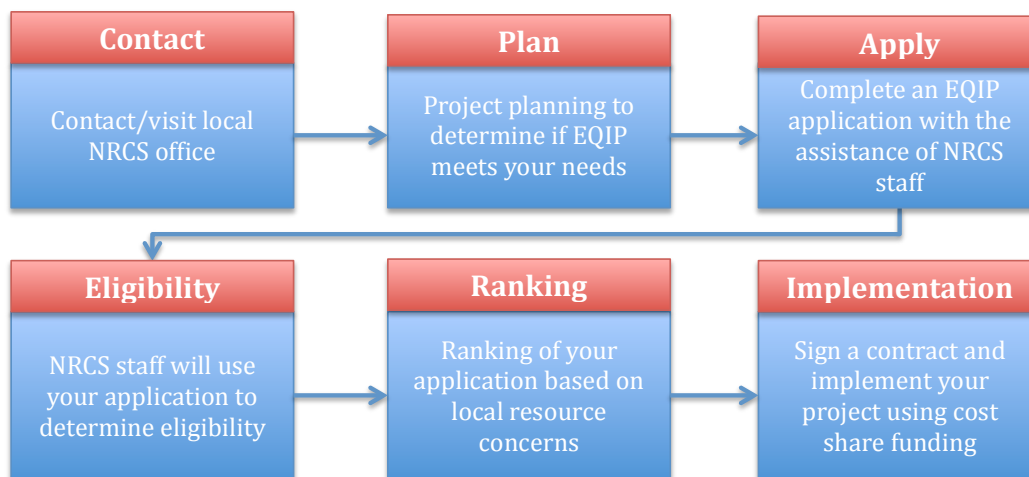 Contact
Contact/visit local
NRCS office
Plan
Project planning to
determine if EQIP
meets your needs
Apply
Complete an EQIP
application with the
assistance of NRCS
staff
Eligibility
NRCS staff will use
your application to
determine eligibility
Ranking
Ranking of your
application based on
local resource
concerns
Implementation
Sign a contract and
implement your
project using cost
share funding